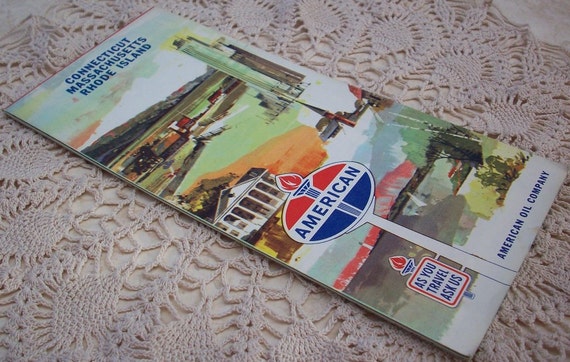 CONNECTICUT
MASSACHUSETTS
RHODE ISLAND
AMERICAN
AS YOU
TRAVEL
ASK US
AMERICAN OIL COMPANY